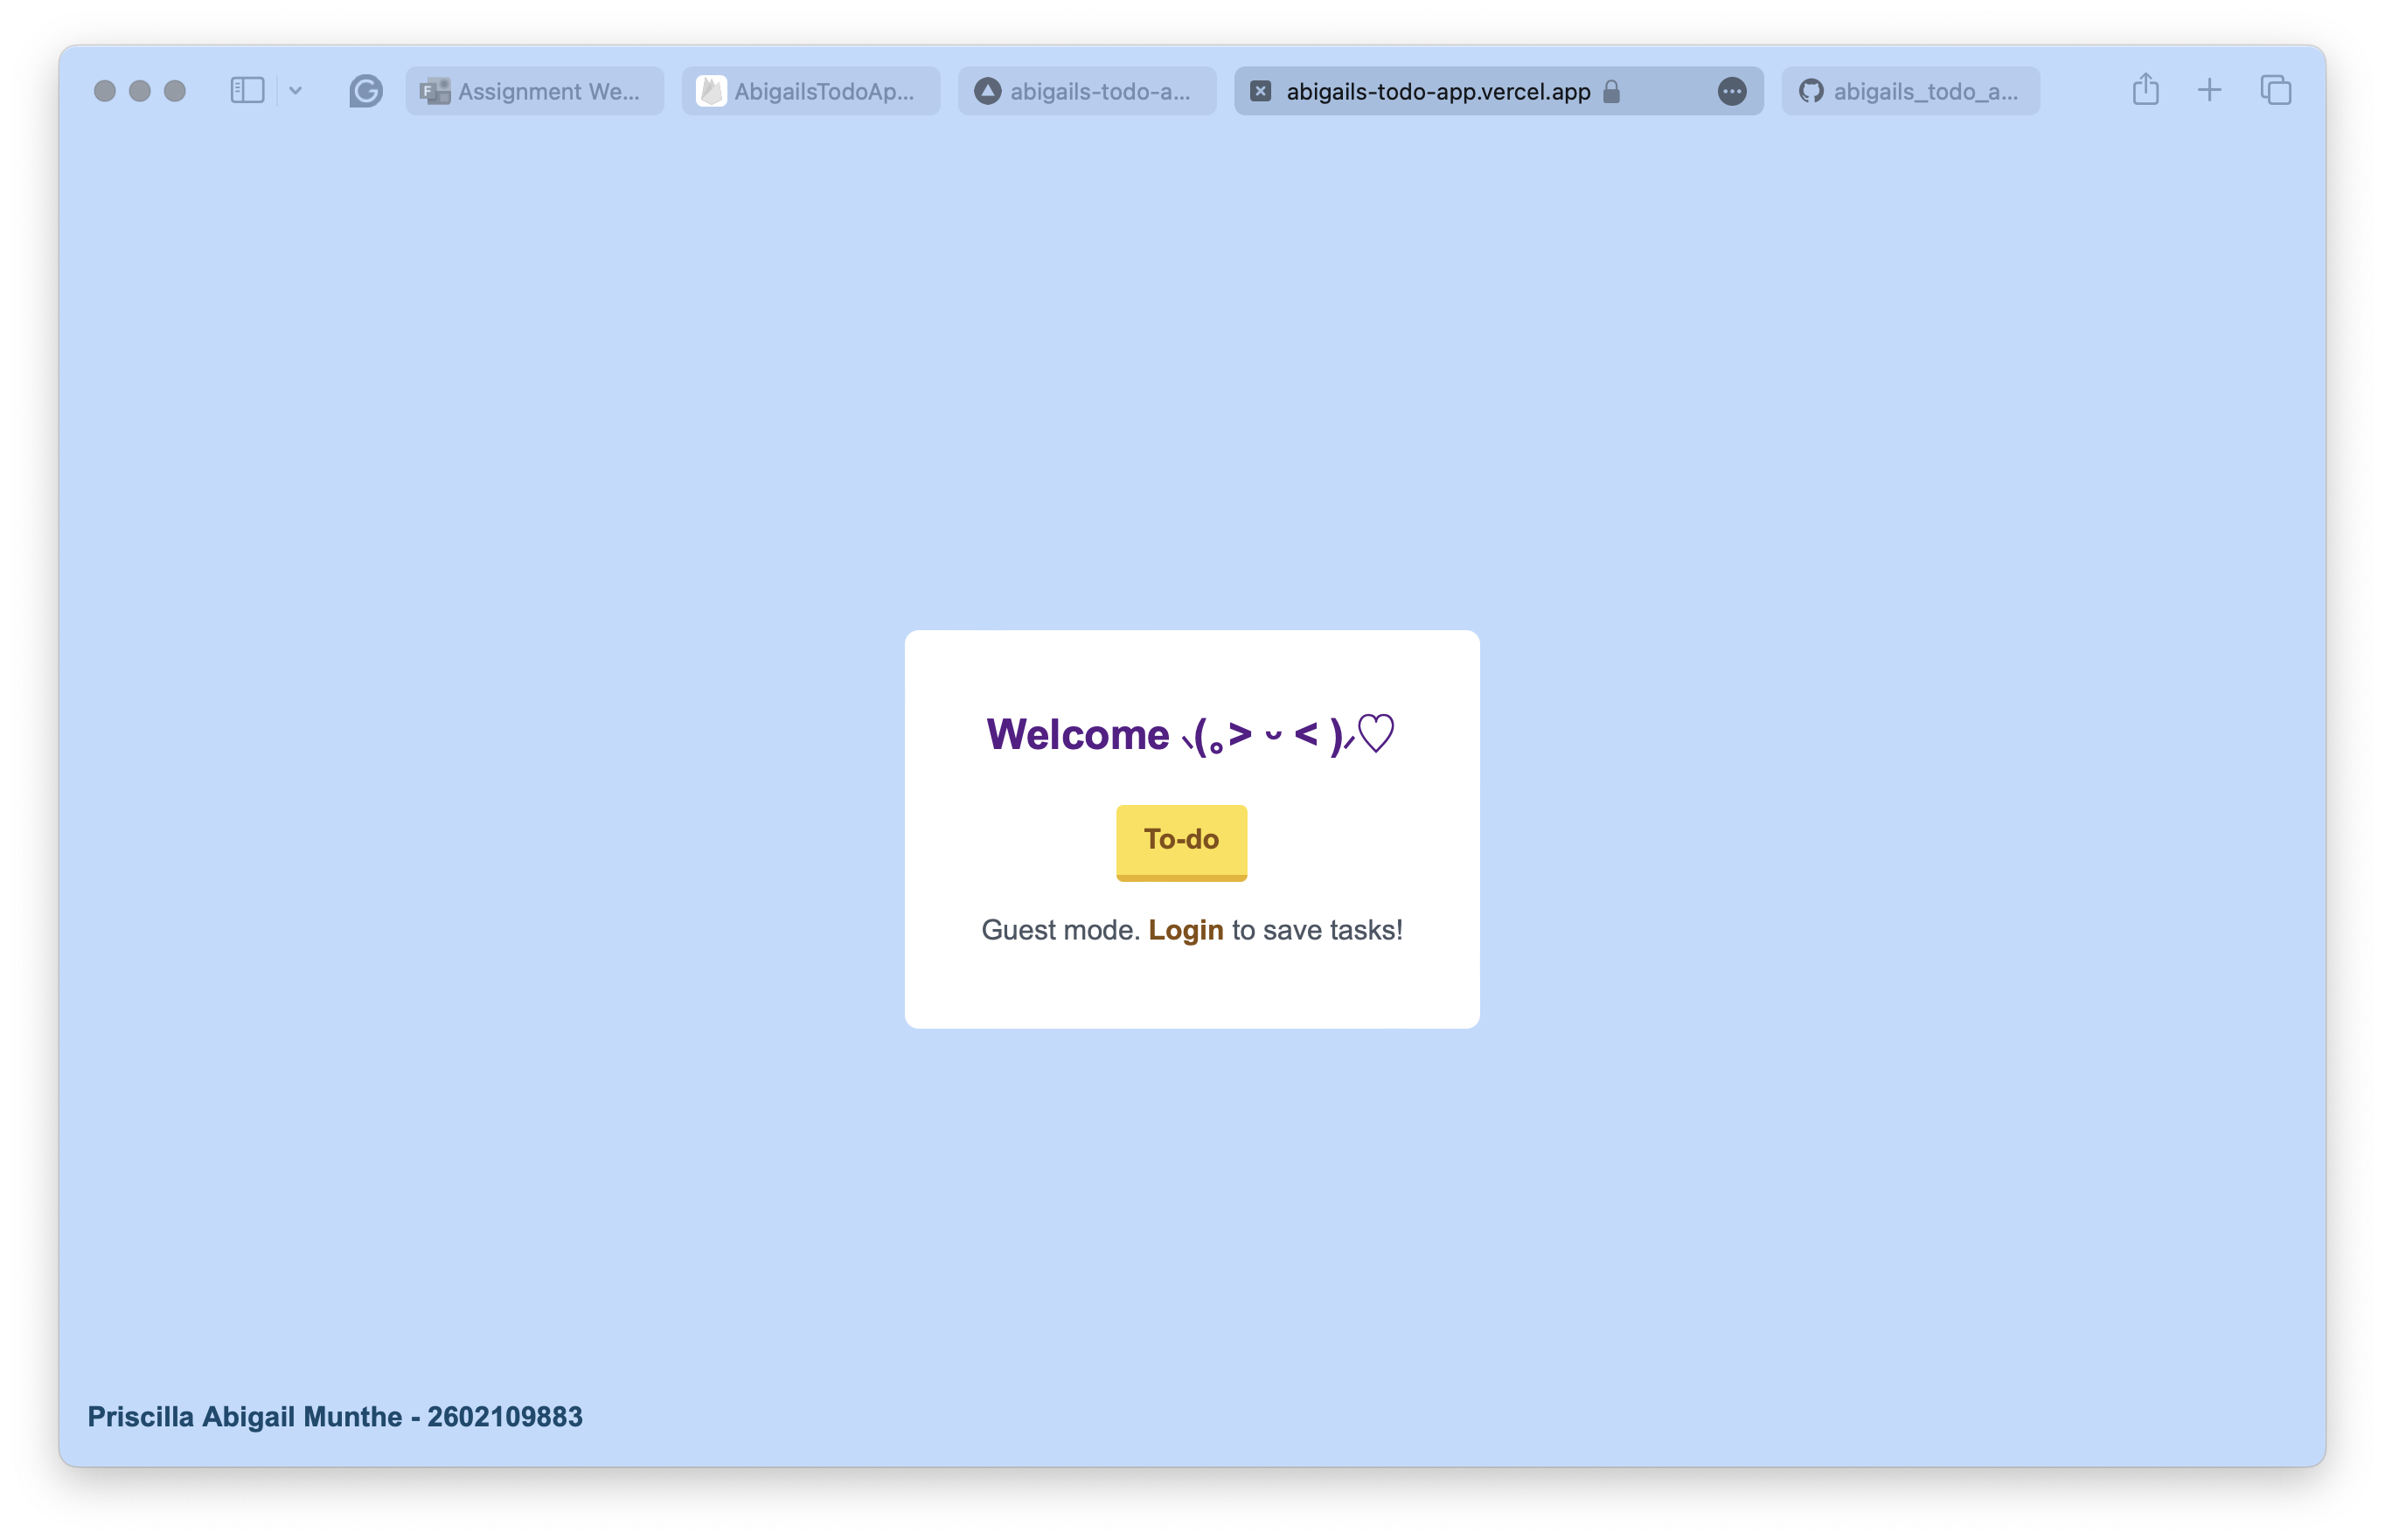 Assignment We...
AbigailsTodoAp...
abigails-todo-a...
abigails-todo-app.vercel.app
abigails_todo_a...
Welcome ⸜(｡˃ ᵕ ˂ )⸝♡
To-do
Guest mode. Login to save tasks!
Priscilla Abigail Munthe - 2602109883